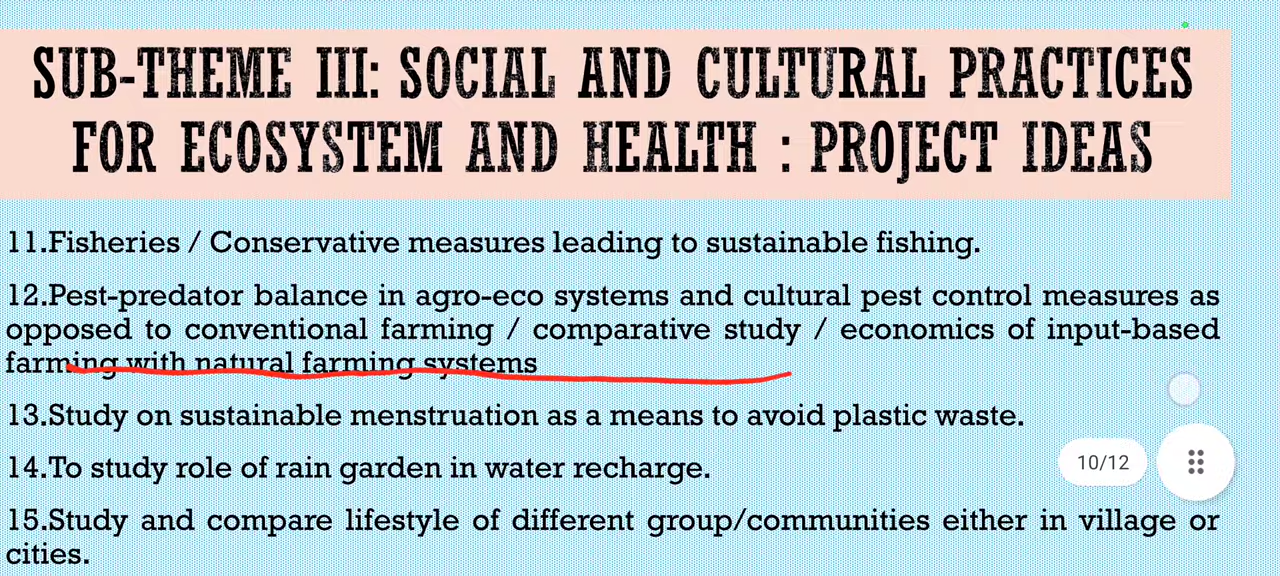 SUB-THEME III: SOCIAL AND CULTURAL PRACTICES
FOR ECOSYSTEM AND HEALTH : PROJECT IDEAS
11.Fisheries / Conservative measures leading to sustainable fishing.
12.Pest-predator balance in agro-eco systems and cultural pest control measures as
opposed to conventional farming / comparative study / economics of input-based
farming with natural farming systems
13.Study on sustainable menstruation as a means to avoid plastic waste.
14.To study role of rain garden in water recharge.
10/12
15.Study and compare lifestyle of different group/communities either in village or
cities.